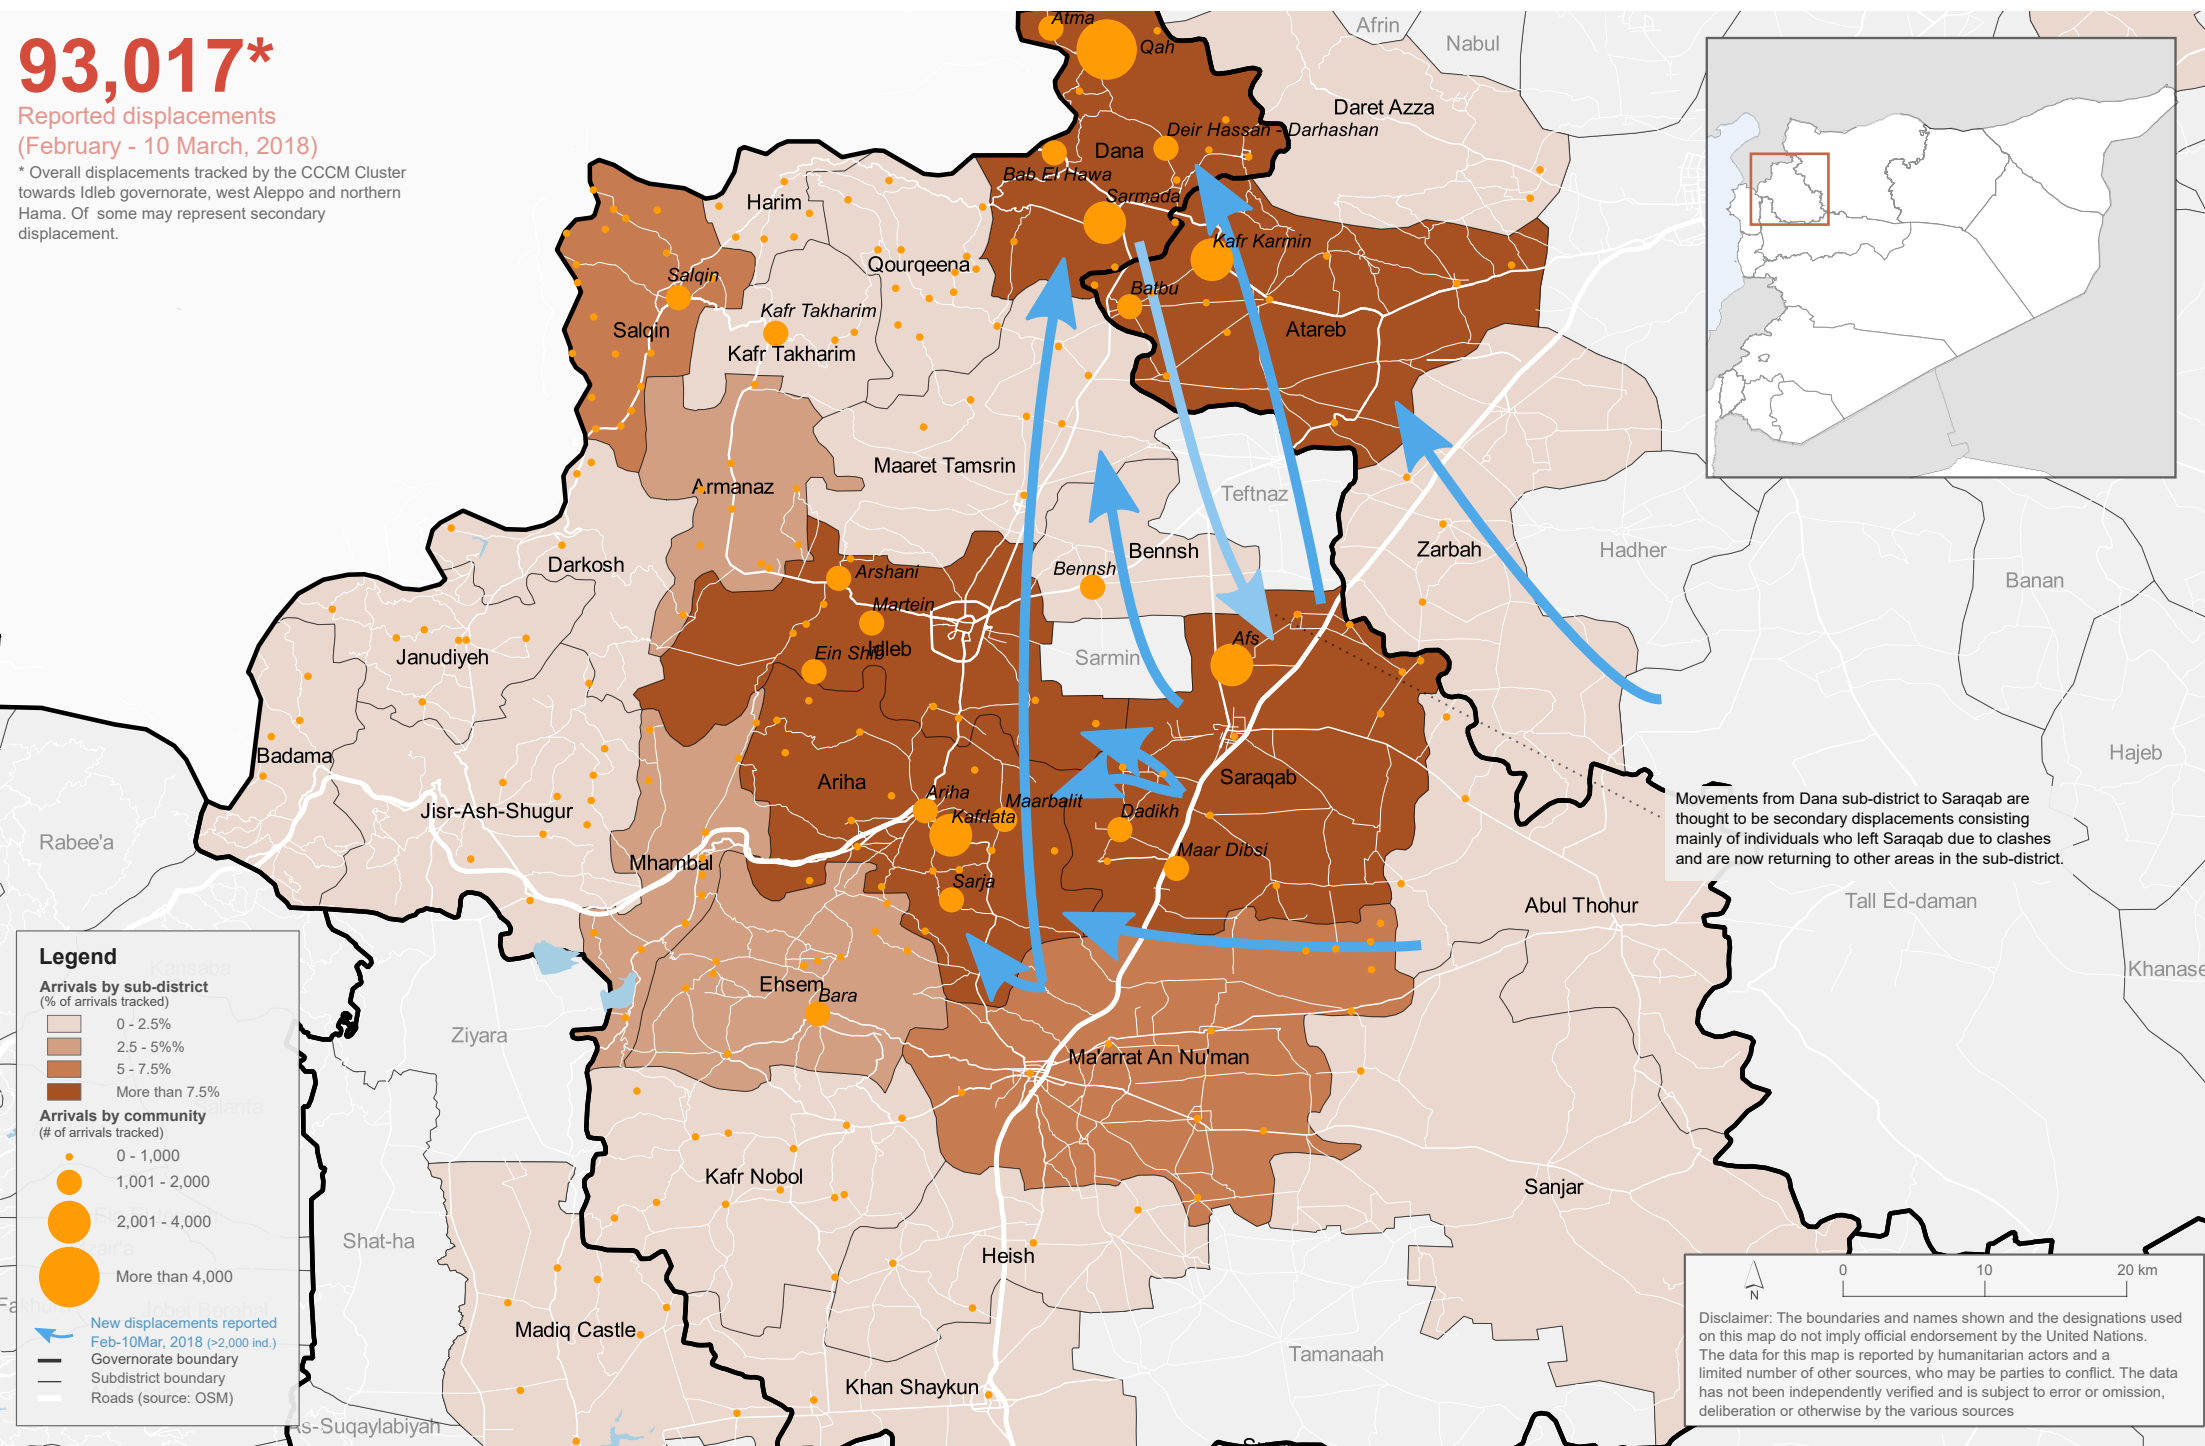 93,017*
Reported displacements
(February - 10 March, 2018)
* Overall displacements tracked by the CCCM Cluster
towards Idleb governorate, west Aleppo and northern
Hama. Of  some may represent secondary
displacement.
Atma
Qah
Afrin
Nabul
Daret Azza
Deir Hassan - Darhashan
Dana
Bab El Hawa
Sarmada
Harim
Kafr Karmin
Qourqeena
Salqin
Batbu
Kafr Takharim
Salqin
Atareb
Kafr Takharim
Maaret Tamsrin
Armanaz
Teftnaz
Bennsh
Zarbah
Hadher
Darkosh
Arshani
Bennsh
Banan
Martein
Afs
Idleb
Ein Shib
Janudiyeh
Sarmin
Badama
Hajeb
Saraqab
Ariha
Ariha
Maarbalit
Jisr-Ash-Shugur
Kafrlata
Dadikh
Movements from Dana sub-district to Saraqab are
thought to be secondary displacements consisting
mainly of individuals who left Saraqab due to clashes
and are now returning to other areas in the sub-district.
Rabee'a
Mhambal
Maar Dibsi
Sarja
Abul Thohur
Tall Ed-daman
Khanase
Ehsem
Bara
Ziyara
Ma'arrat An Nu'man
Kafr Nobol
Sanjar
Shat-ha
Heish
Madiq Castle
Tamanaah
Khan Shaykun
As-Suqaylabiyah
Legend
Kansaba
Arrivals by sub-district
(% of arrivals tracked)
0 - 2.5%
2.5 - 5%%
5 - 7.5%
More than 7.5%
Arrivals by community
(# of arrivals tracked)
0 - 1,000
1,001 - 2,000
2,001 - 4,000
More than 4,000
Jobet Berghal
New displacements reported
Feb-10Mar, 2018 (>2,000 ind.)
Governorate boundary
Subdistrict boundary
Roads (source: OSM)
N
0 10 20 km
Disclaimer: The boundaries and names shown and the designations used
on this map do not imply official endorsement by the United Nations.
The data for this map is reported by humanitarian actors and a
limited number of other sources, who may be parties to conflict. The data
has not been independently verified and is subject to error or omission,
deliberation or otherwise by the various sources